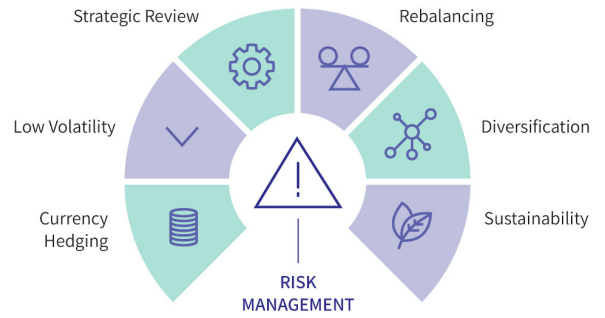 Strategic Review
Rebalancing
Low Volatility
Diversification
Currency
Hedging
Sustainability
RISK
MANAGEMENT